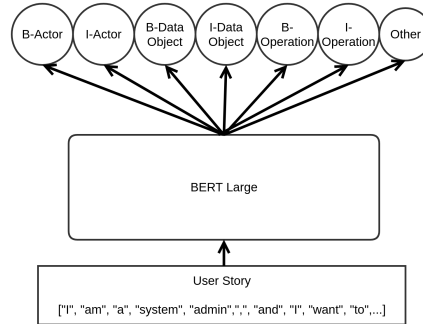 B-Actor
I-Actor
B-Data
Object
I-Data
Object
B-
Operation
I-
Operation
Other
BERT Large
User Story
["I", "am", "a", "system", "admin",",", "and", "I", "want", "to",...]